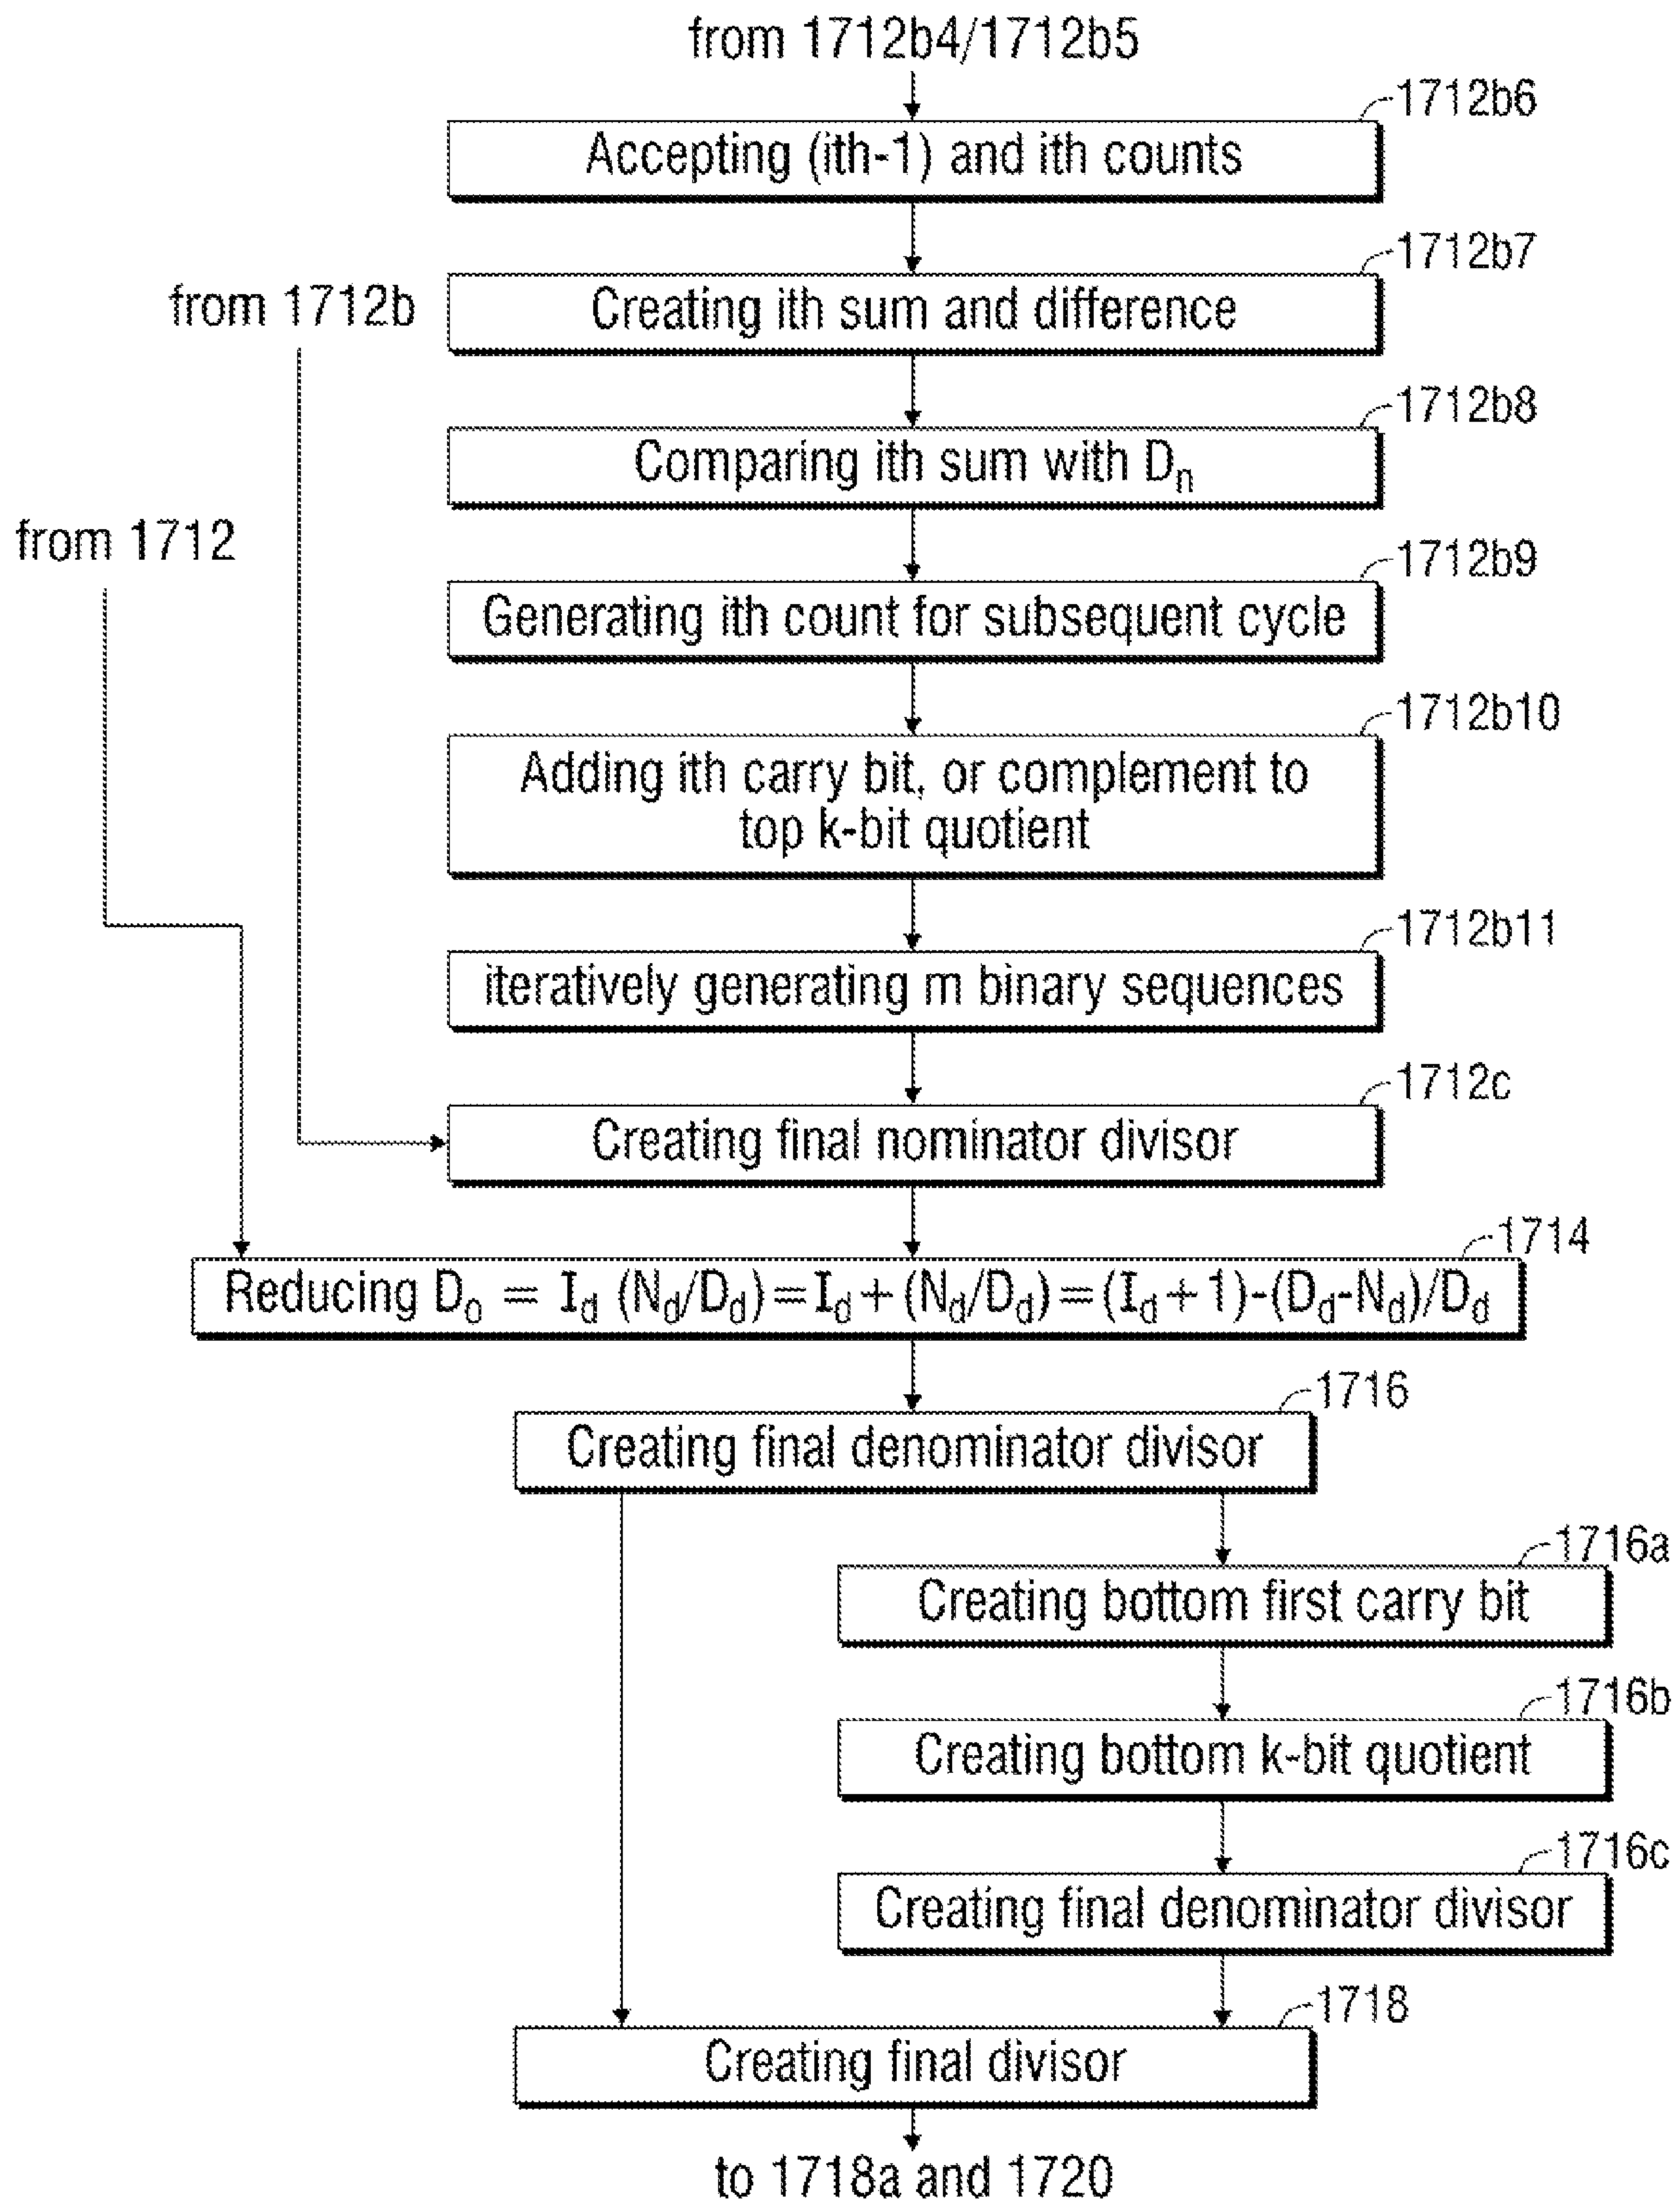 from 1712b4/1712b5
1712b6
Accepting (ith-1) and ith counts
1712b7
from 1712b
Creating ith sum and difference
1712b8
Comparing ith sum with Dn
from 1712
1712b9
Generating ith count for subsequent cycle
1712b10
Adding ith carry bit, or complement to
top k-bit quotient
1712b11
iteratively generating m binary sequences
1712c
Creating final nominator divisor
1714
Reducing Do = Id (Nd/Dd)=Id+(Nd/Dd)=(Id+1)-(Dd-Nd)/Dd
1716
Creating final denominator divisor
1716a
Creating bottom first carry bit
1716b
Creating bottom k-bit quotient
1716c
Creating final denominator divisor
1718
Creating final divisor
to 1718a and 1720